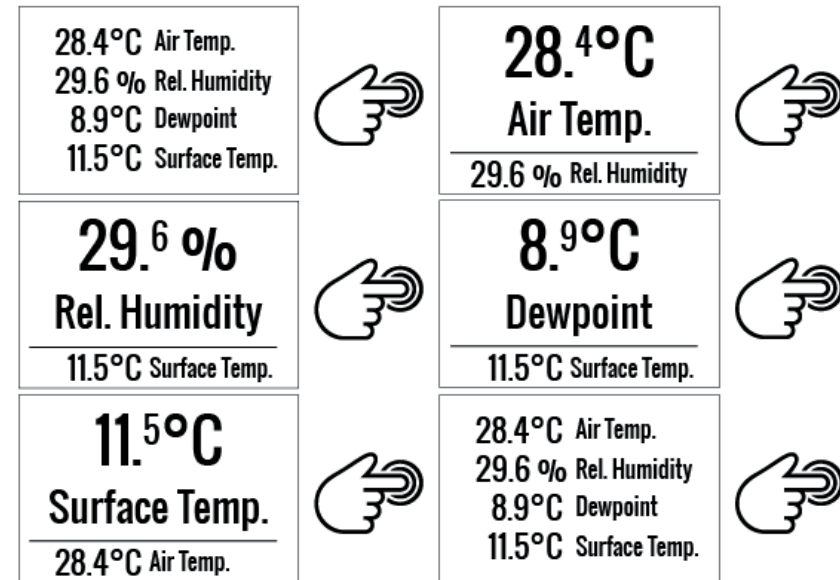 28.4°C Air Temp.
29.6 % Rel. Humidity
8.9°C Dewpoint
11.5°C Surface Temp.
28.4°C
Air Temp.
29.6 % Rel. Humidity
29.6 %
Rel. Humidity
11.5°C Surface Temp.
8.9°C
Dewpoint
11.5°C Surface Temp.
11.5°C
Surface Temp.
28.4°C Air Temp.
28.4°C Air Temp.
29.6 % Rel. Humidity
8.9°C Dewpoint
11.5°C Surface Temp.